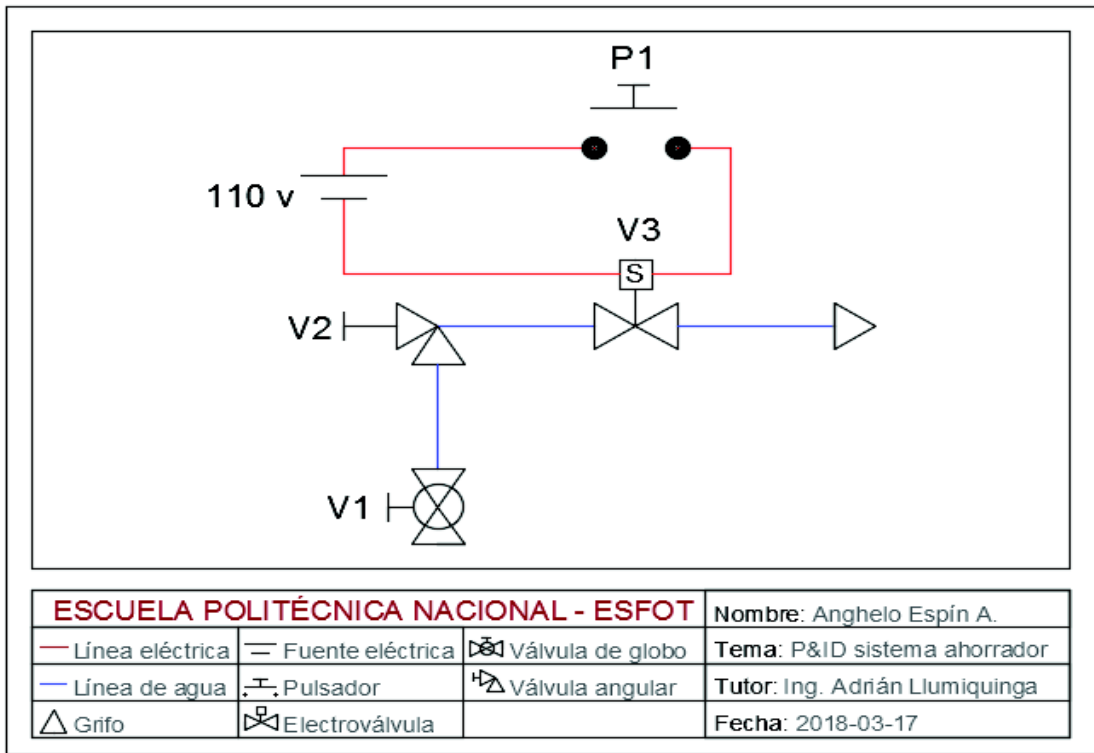 P1
110 v
V3
S
V2
V1
ESCUELA POLITÉCNICA NACIONAL - ESFOT
Nombre: Anghelo Espín A.
Línea eléctrica
Fuente eléctrica
Válvula de globo
Tema: P&ID sistema ahorrador
Línea de agua
Pulsador
Válvula angular
Tutor: Ing. Adrián Llumiquinga
Grifo
Electroválvula
Fecha: 2018-03-17